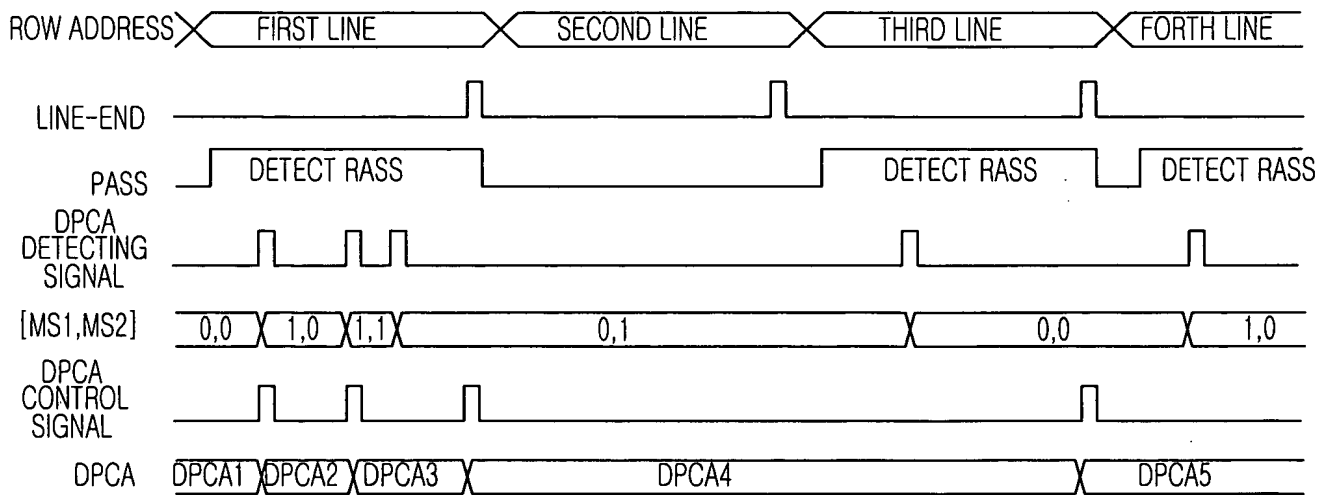 ROW ADDRESS FIRST LINE SECOND LINE THIRD LINE FORTH LINE
LINE-END
PASS DETECT RASS DETECT RASS DETECT RASS
DPCA
DETECTING
SIGNAL
[MS1,MS2] 0,0 1,0 1,1 0,1 0,0 1,0
DPCA
CONTROL
SIGNAL
DPCA DPCA1 DPCA2 DPCA3 DPCA4 DPCA5